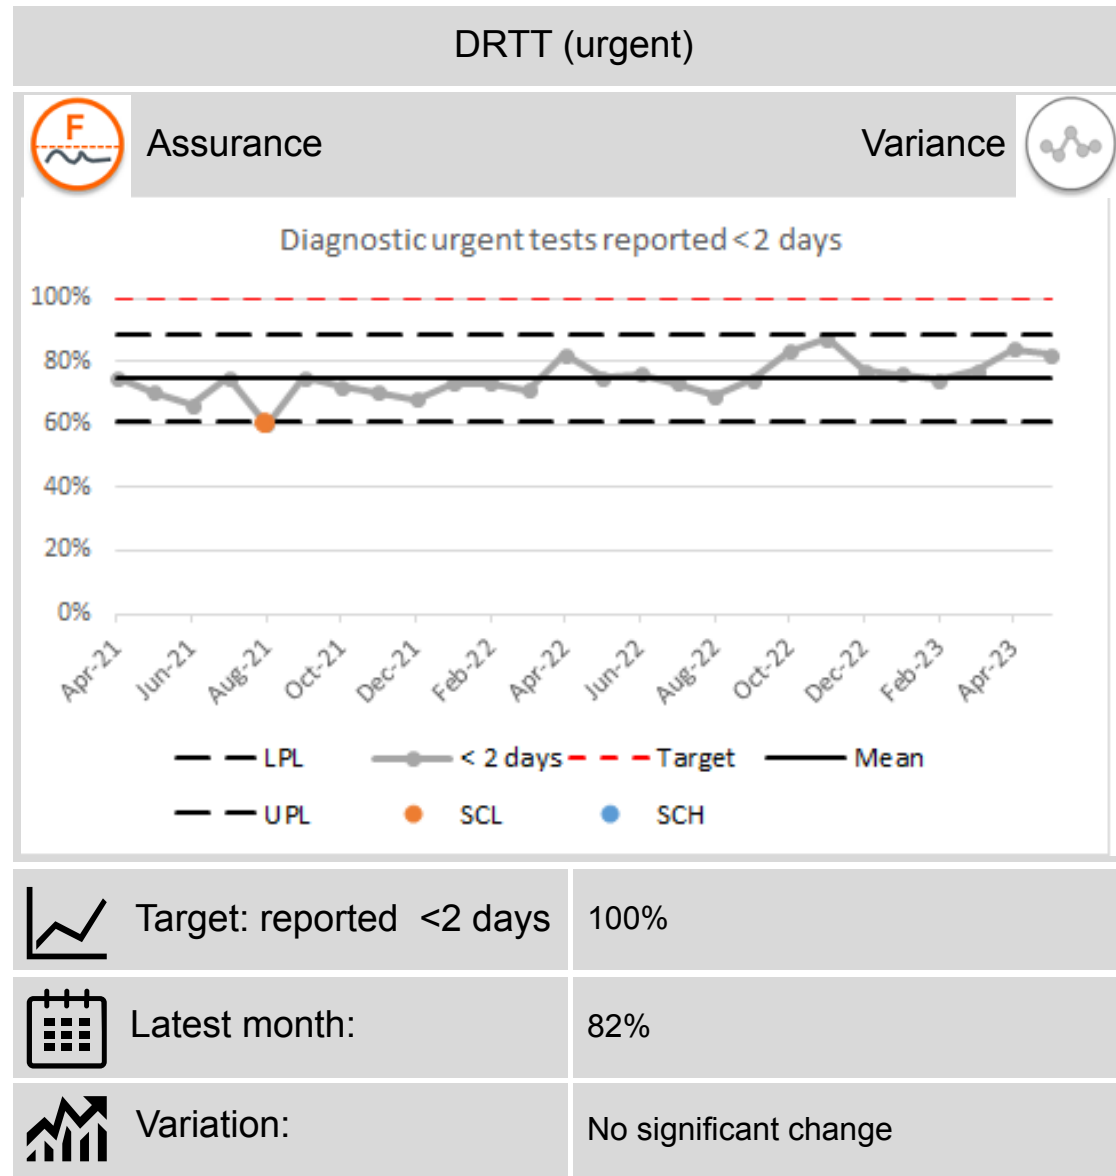 DRTT (urgent)
F
Assurance
Variance
Diagnostic urgent tests reported <2 days
100%
80%
60%
40%
20%
0%
Apr-21 Jun-21 Aug-21 Oct-21 Dec-21 Feb-22 Apr-22 Jun-22 Aug-22 Oct-22 Dec-22 Feb-23 Apr-23
LPL < 2 days Target Mean
UPL SCL SCH
Target: reported <2 days 100%
Latest month: 82%
Variation: No significant change